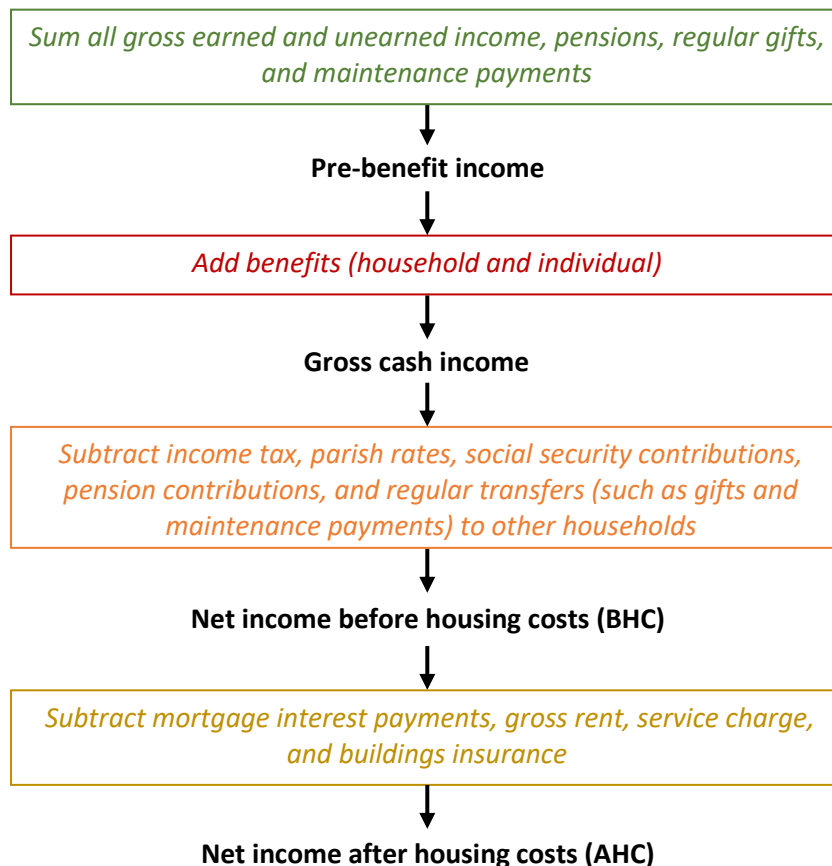 Sum all gross earned and unearned income, pensions, regular gifts,
and maintenance payments
Pre-benefit income
Add benefits (household and individual)
Gross cash income
Subtract income tax, parish rates, social security contributions,
pension contributions, and regular transfers (such as gifts and
maintenance payments) to other households
Net income before housing costs (BHC)
Subtract mortgage interest payments, gross rent, service charge,
and buildings insurance
Net income after housing costs (AHC)